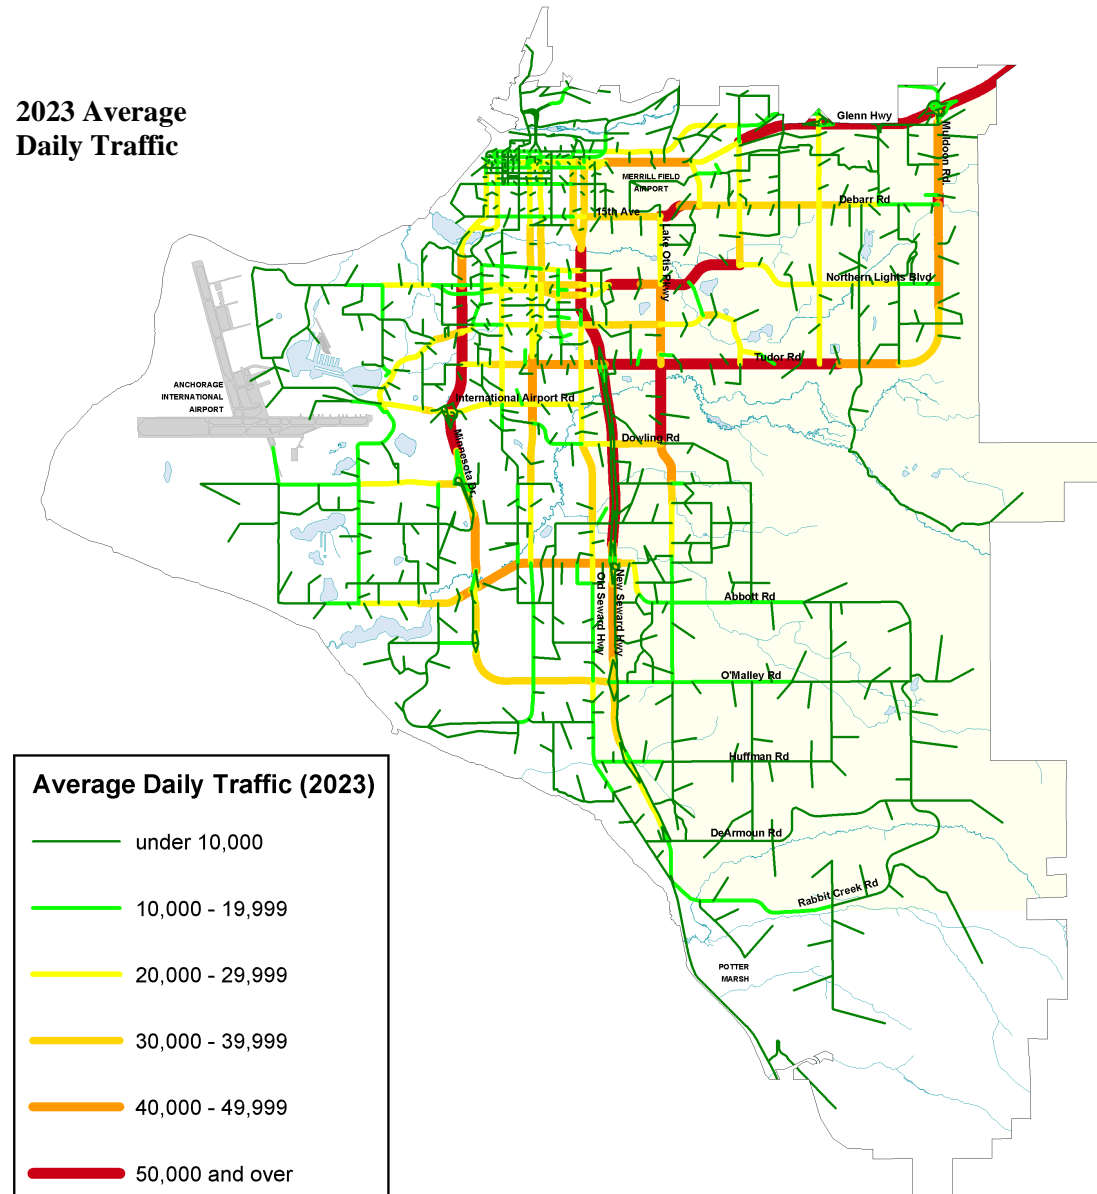 2023 Average
Daily Traffic
Glenn Hwy
Muldoon Rd.
MERRILL FIELD
AIRPORT
Debarr Rd
15th Ave
Lake Otis Pkwy
Northern Lights Blvd
Tudor Rd
ANCHORAGE
INTERNATIONAL
AIRPORT
International Airport Rd
Minnesota Dr.
Dowling Rd
Old Seward Hwy
New Seward Hwy
Abbott Rd
O'Malley Rd
Huffman Rd
DeArmoun Rd
Rabbit Creek Rd
POTTER
MARSH
Average Daily Traffic (2023)
under 10,000
10,000 - 19,999
20,000 - 29,999
30,000 - 39,999
40,000 - 49,999
50,000 and over